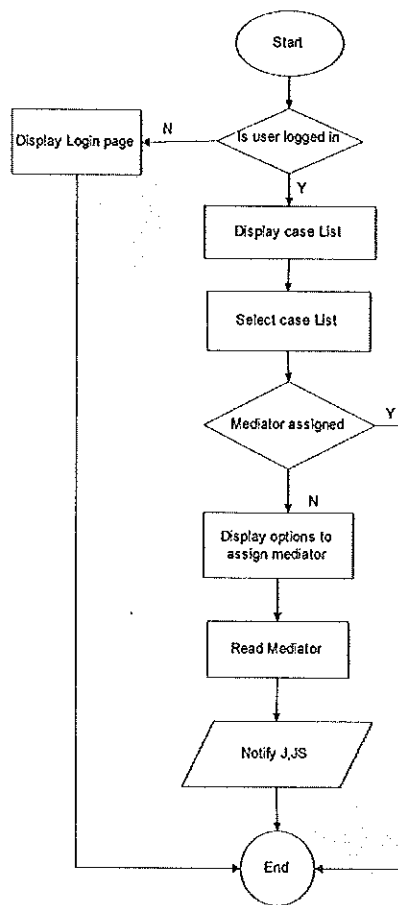 Start
Is user logged in
N
Display Login page
Y
Display case List
Select case List
Mediator assigned
Y
N
Display options to
assign mediator
Read Mediator
Notify J,JS
End